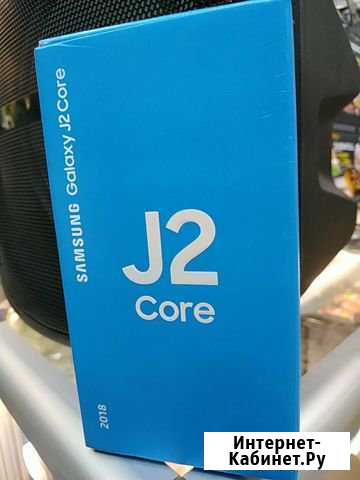 SAMSUNG Galaxy J2 Core
J2
Core
2018
Интернет-
Кабинет.Ру